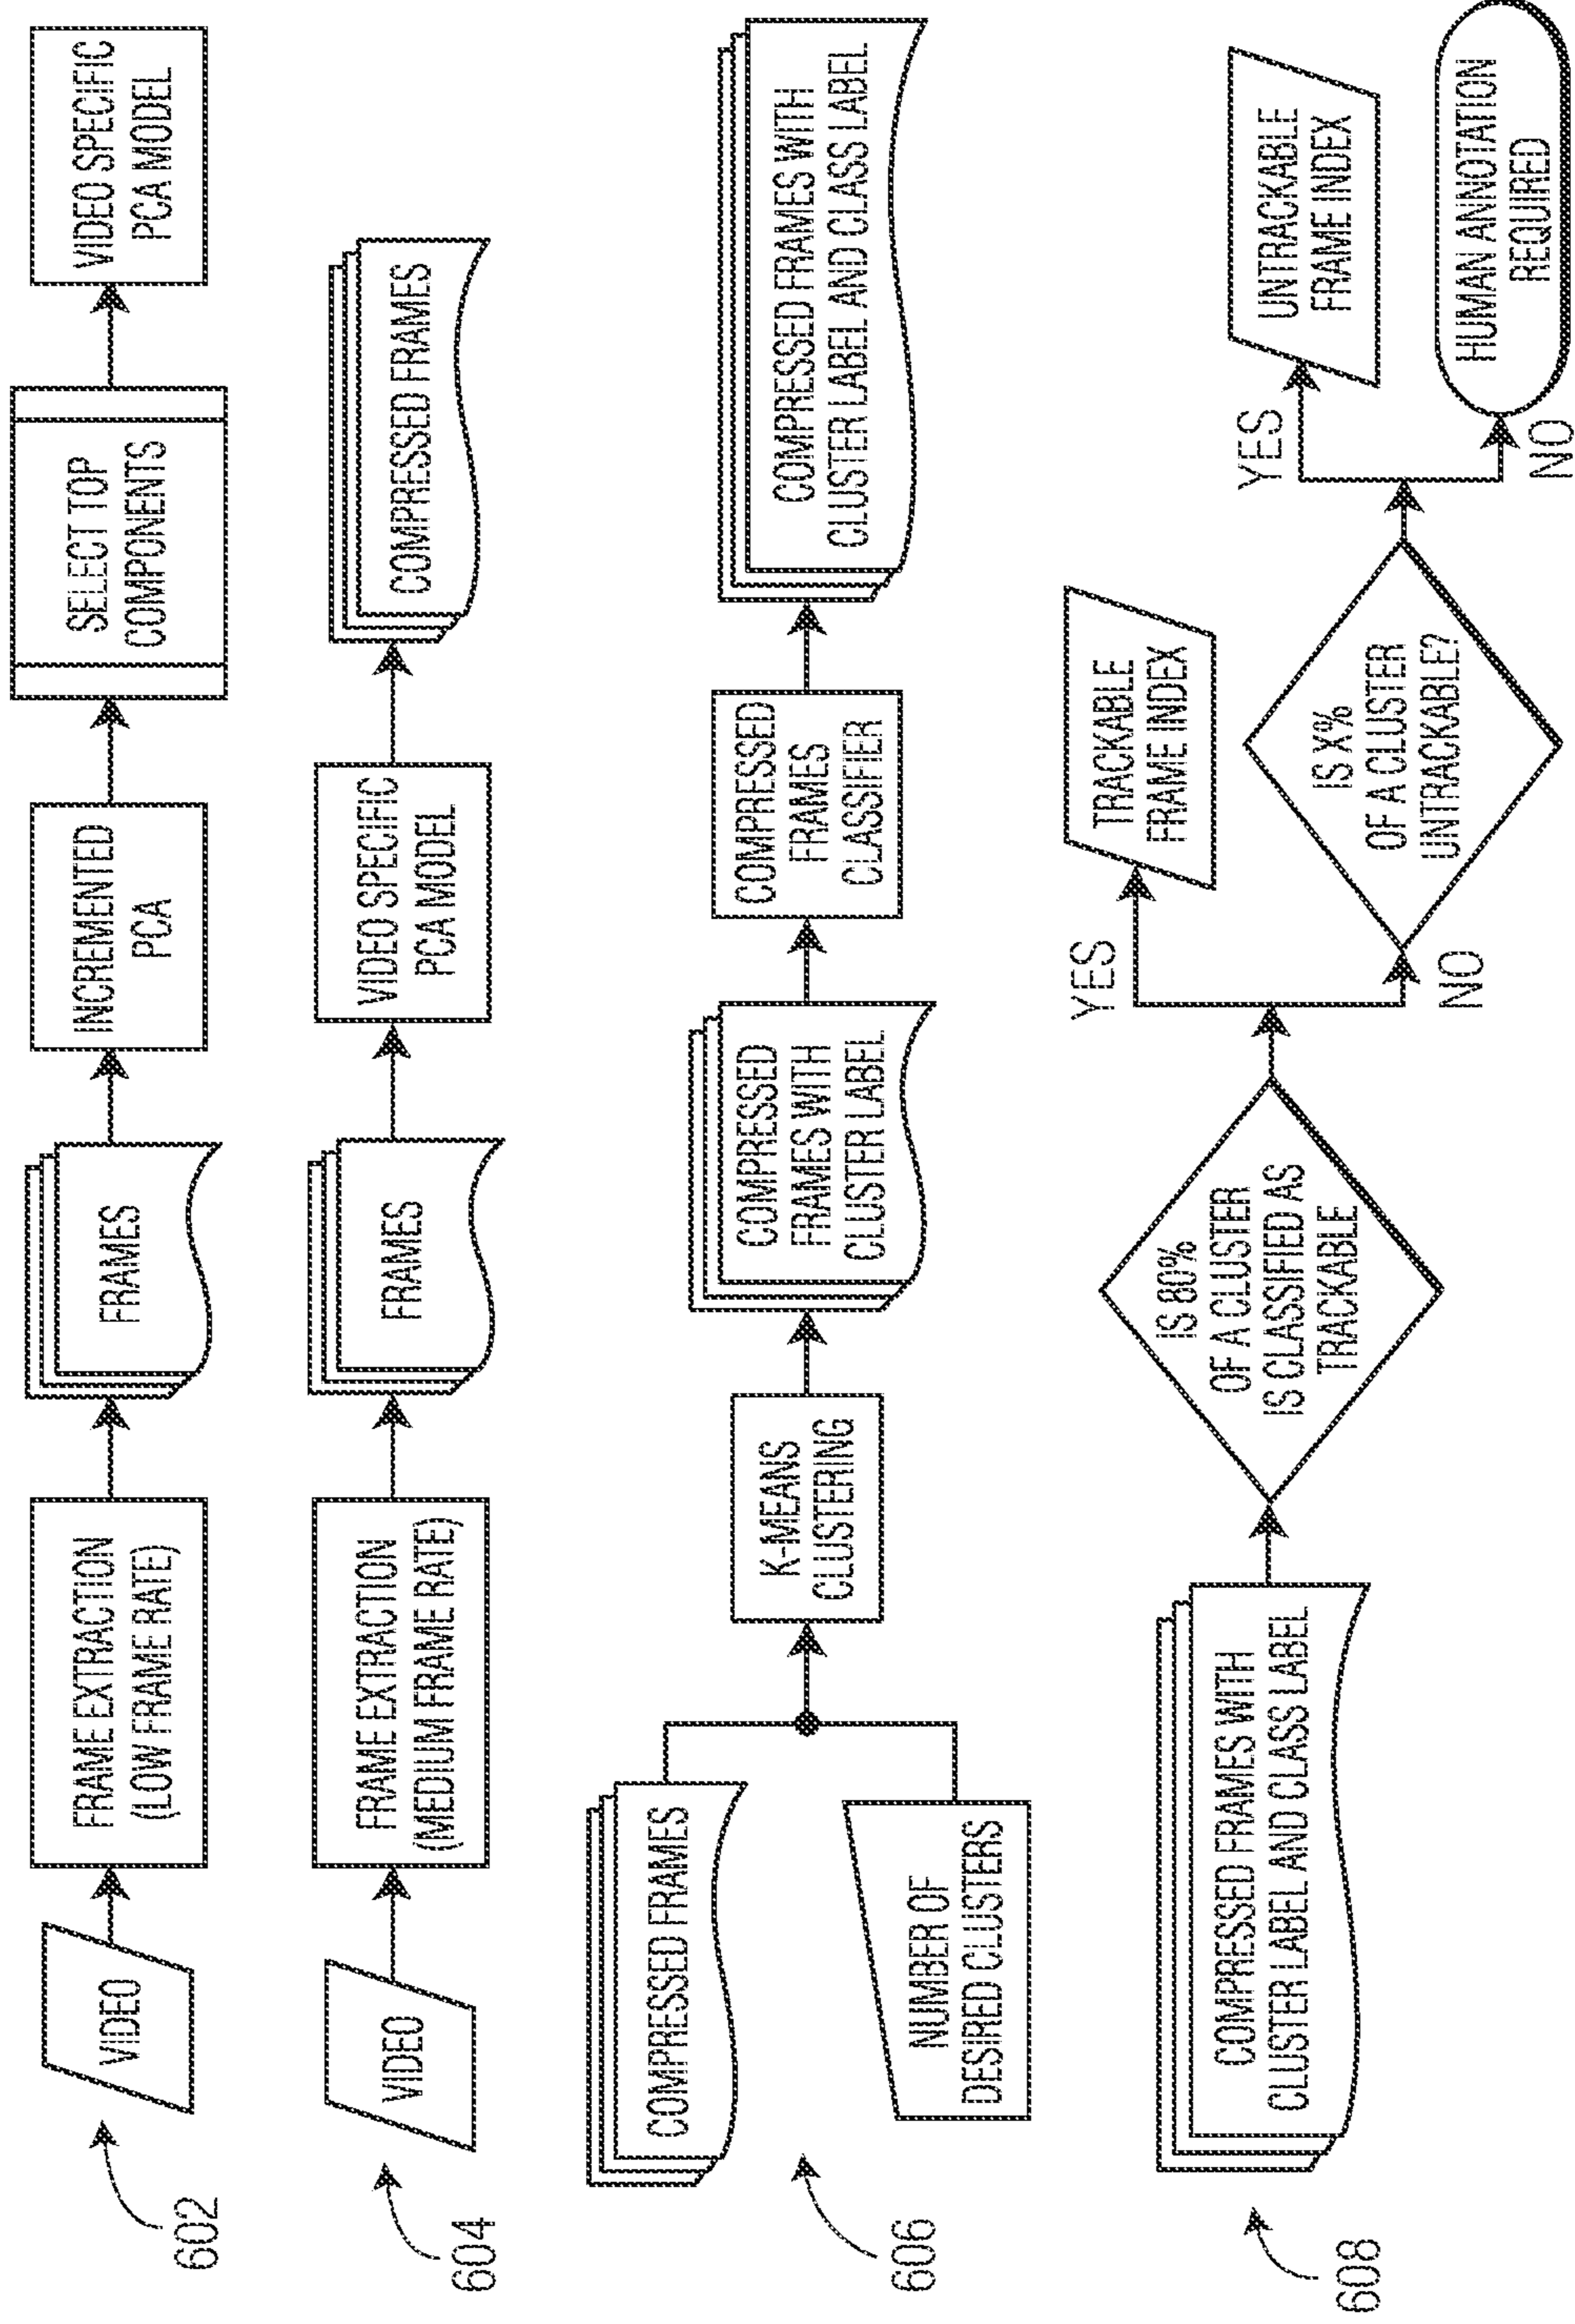 602
VIDEO
FRAME EXTRACTION
(LOW FRAME RATE)
FRAMES
INCREMENTED
PCA
SELECT TOP
COMPONENTS
VIDEO SPECIFIC
PCA MODEL
604
VIDEO
FRAME EXTRACTION
(MEDIUM FRAME RATE)
FRAMES
VIDEO SPECIFIC
PCA MODEL
COMPRESSED FRAMES
606
COMPRESSED FRAMES
NUMBER OF
DESIRED CLUSTERS
K-MEANS
CLUSTERING
COMPRESSED
FRAMES WITH
CLUSTER LABEL
COMPRESSED
FRAMES
CLASSIFIER
COMPRESSED FRAMES WITH
CLUSTER LABEL AND CLASS LABEL
608
COMPRESSED FRAMES WITH
CLUSTER LABEL AND CLASS LABEL
IS 80%
OF A CLUSTER
IS CLASSIFIED AS
TRACKABLE
YES
TRACKABLE
FRAME INDEX
NO
IS X%
OF A CLUSTER
UNTRACKABLE?
YES
UNTRACKABLE
FRAME INDEX
NO
HUMAN ANNOTATION
REQUIRED